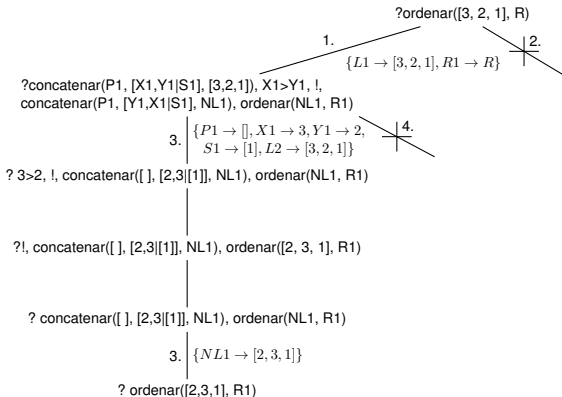 ?ordenar([3, 2, 1], R)
1.
2.
{L1 → [3, 2, 1], R1 → R}
?concatenar(P1, [X1,Y1|S1], [3,2,1]), X1>Y1, !,
concatenar(P1, [Y1,X1|S1], NL1), ordenar(NL1, R1)
3.
{P1 → [], X1 → 3, Y1 → 2,
S1 → [1], L2 → [3, 2, 1]}
4.
? 3>2, !, concatenar([ ], [2,3|[1]], NL1), ordenar(NL1, R1)
?!, concatenar([ ], [2,3|[1]], NL1), ordenar([2, 3, 1], R1)
? concatenar([ ], [2,3|[1]], NL1), ordenar(NL1, R1)
3.
{NL1 → [2, 3, 1]}
? ordenar([2,3,1], R1)